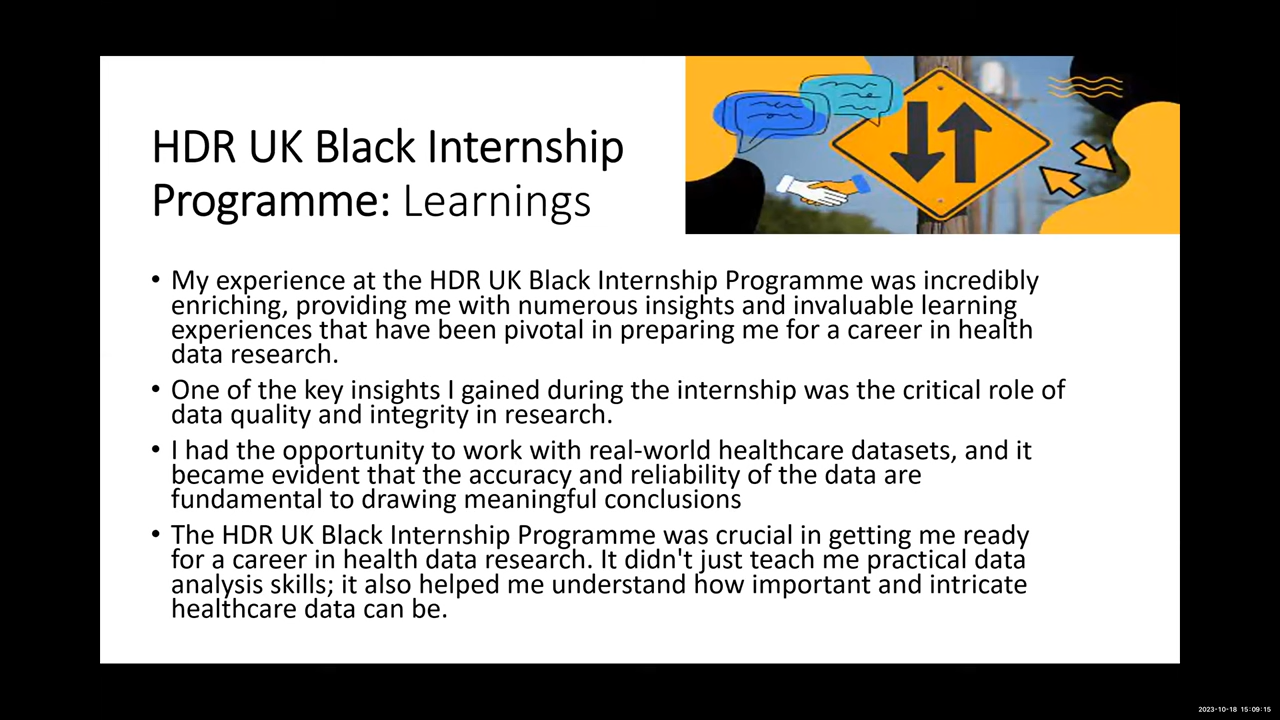 HDR UK Black Internship
Programme: Learnings
• My experience at the HDR UK Black Internship Programme was incredibly
enriching, providing me with numerous insights and invaluable learning
experiences that have been pivotal in preparing me for a career in health
data research.
• One of the key insights I gained during the internship was the critical role of
data quality and integrity in research.
• I had the opportunity to work with real-world healthcare datasets, and it
became evident that the accuracy and reliability of the data are
fundamental to drawing meaningful conclusions
• The HDR UK Black Internship Programme was crucial in getting me ready
for a career in health data research. It didn't just teach me practical data
analysis skills; it also helped me understand how important and intricate
healthcare data can be.
2023-10-18 15:09:15